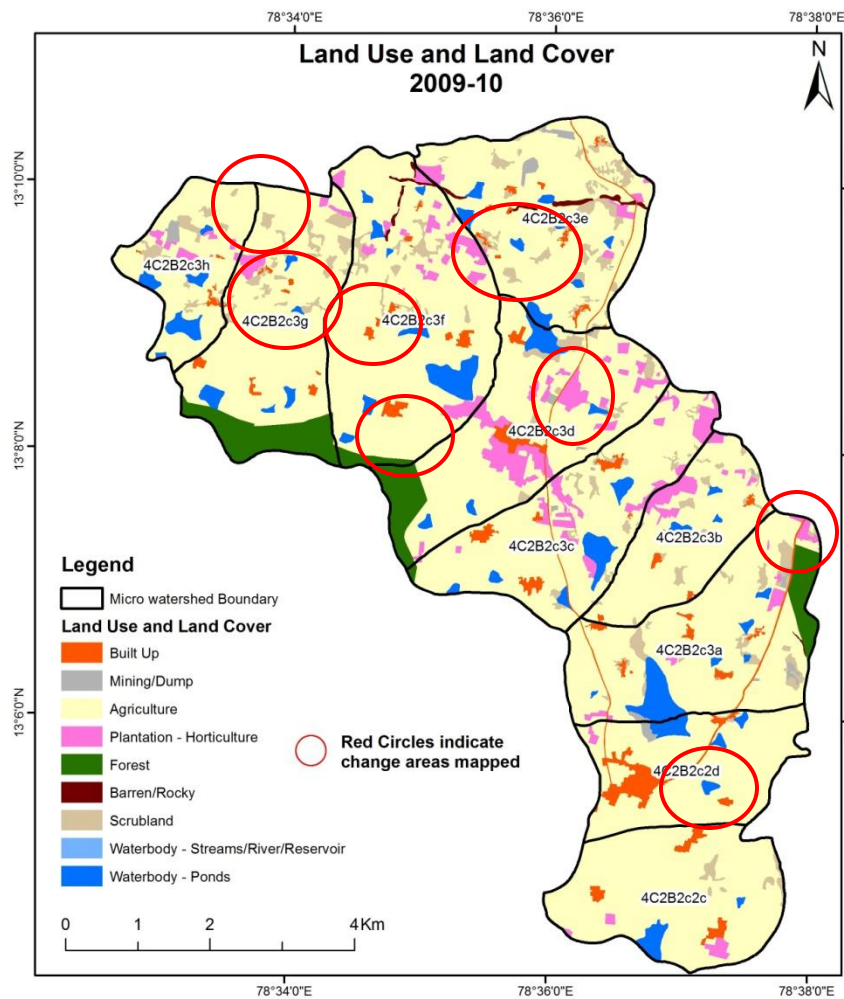 78°34'0"E
78°36'0"E
78°38'0"E
Land Use and Land Cover
2009-10
N
13°10'0"N
13°8'0"N
13°6'0"N
4C2B2c3e
4C2B2c3h
4C2B2c3g
4C2B2c3f
4C2B2c3d
4C2B2c3c
4C2B2c3b
4C2B2c3a
4C2B2c2d
4C2B2c2c
Legend
Micro watershed Boundary
Land Use and Land Cover
Built Up
Mining/Dump
Agriculture
Plantation - Horticulture
Forest
Barren/Rocky
Scrubland
Waterbody - Streams/River/Reservoir
Waterbody - Ponds
Red Circles indicate
change areas mapped
0 1 2 4 Km
78°34'0"E
78°36'0"E
78°38'0"E